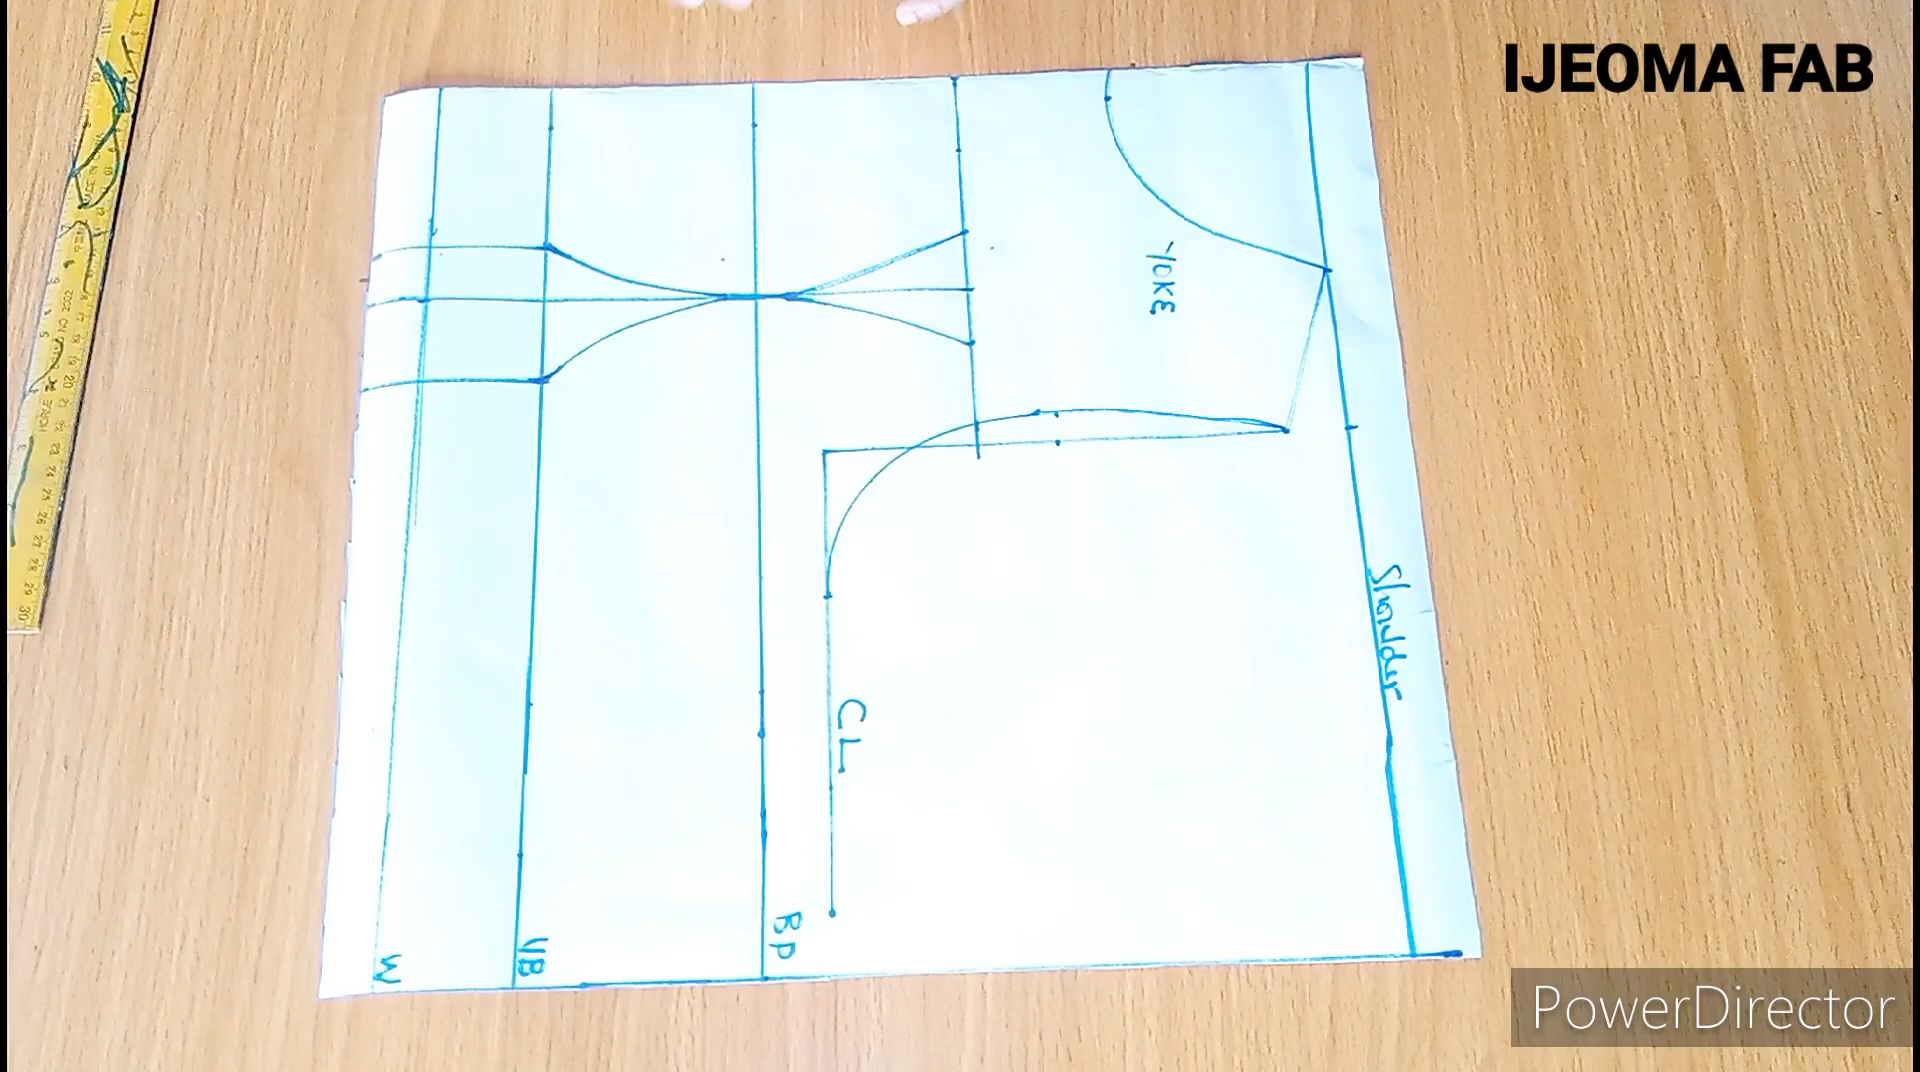 IJEOMA FAB
YOKE
Shoulder
CL
BP
UB
W
PowerDirector